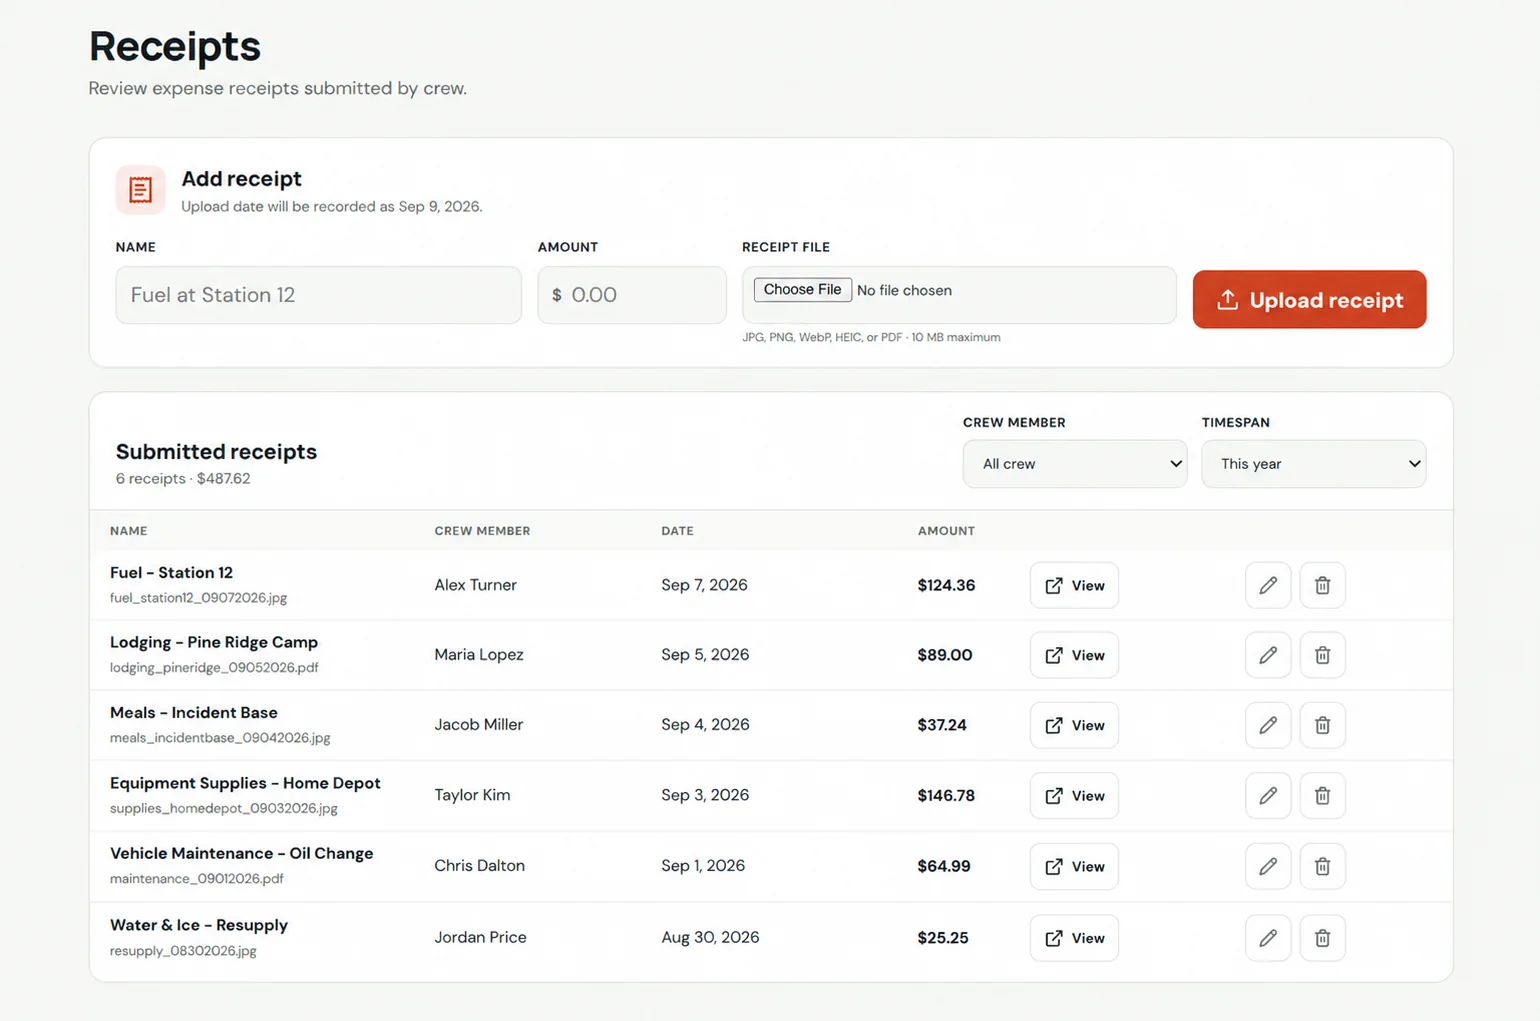 Receipts
Review expense receipts submitted by crew.
Add receipt
Upload date will be recorded as Sep 9, 2026.
NAME
AMOUNT
RECEIPT FILE
Fuel at Station 12
$ 0.00
Choose File No file chosen
Upload receipt
JPG, PNG, WebP, HEIC, or PDF · 10 MB maximum
Submitted receipts
6 receipts · $487.62
CREW MEMBER
All crew
TIMESPAN
This year
NAME CREW MEMBER DATE AMOUNT
Fuel – Station 12
fuel_station12_09072026.jpg
Alex Turner
Sep 7, 2026
$124.36
View
Lodging – Pine Ridge Camp
lodging_pineridge_09052026.pdf
Maria Lopez
Sep 5, 2026
$89.00
View
Meals – Incident Base
meals_incidentbase_09042026.jpg
Jacob Miller
Sep 4, 2026
$37.24
View
Equipment Supplies – Home Depot
supplies_homedepot_09032026.jpg
Taylor Kim
Sep 3, 2026
$146.78
View
Vehicle Maintenance – Oil Change
maintenance_09012026.pdf
Chris Dalton
Sep 1, 2026
$64.99
View
Water & Ice – Resupply
resupply_08302026.jpg
Jordan Price
Aug 30, 2026
$25.25
View